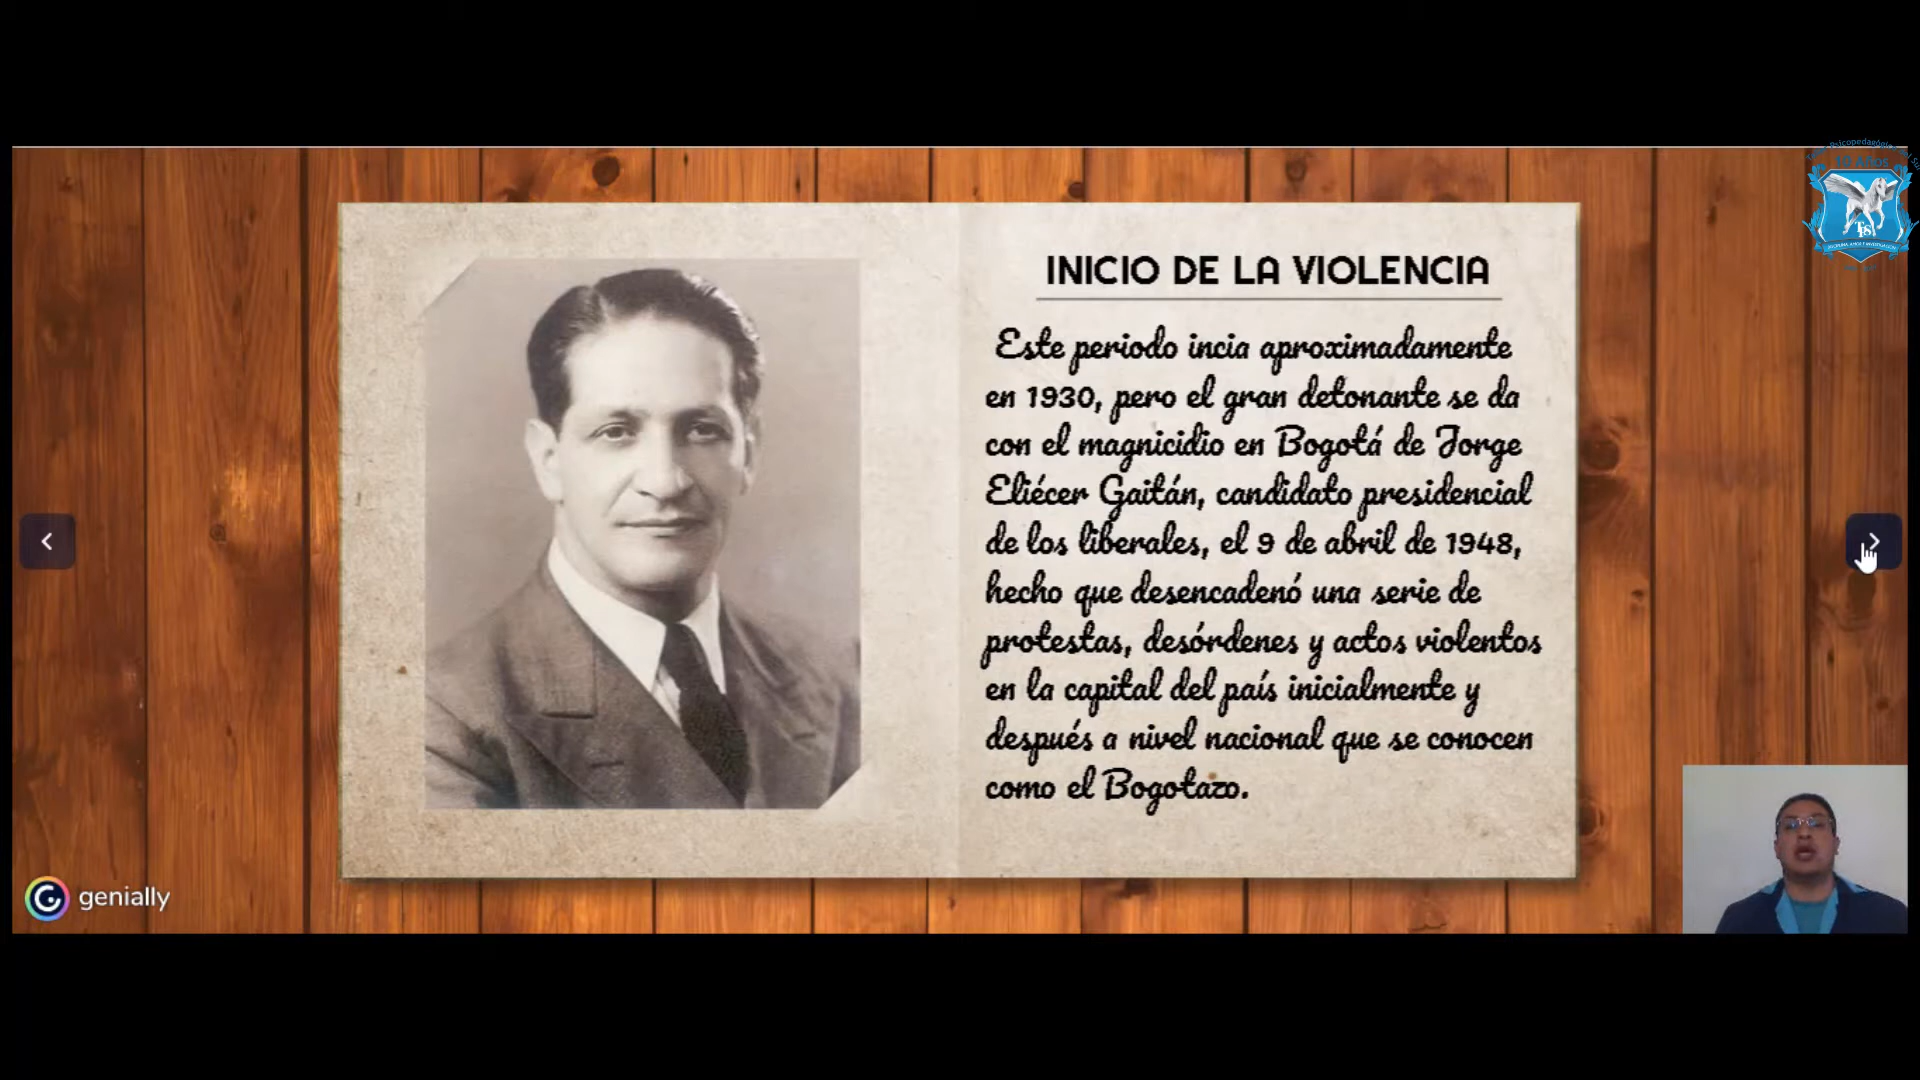 INICIO DE LA VIOLENCIA
Este periodo incia aproximadamente
en 1930, pero el gran detonante se da
con el magnicidio en Bogotá de Jorge
Eliécer Gaitán, candidato presidencial
de los liberales, el 9 de abril de 1948,
hecho que desencadenó una serie de
protestas, desórdenes y actos violentos
en la capital del país inicialmente y
después a nivel nacional que se conocen
como el Bogotazo.
genially
10 Años
TPS